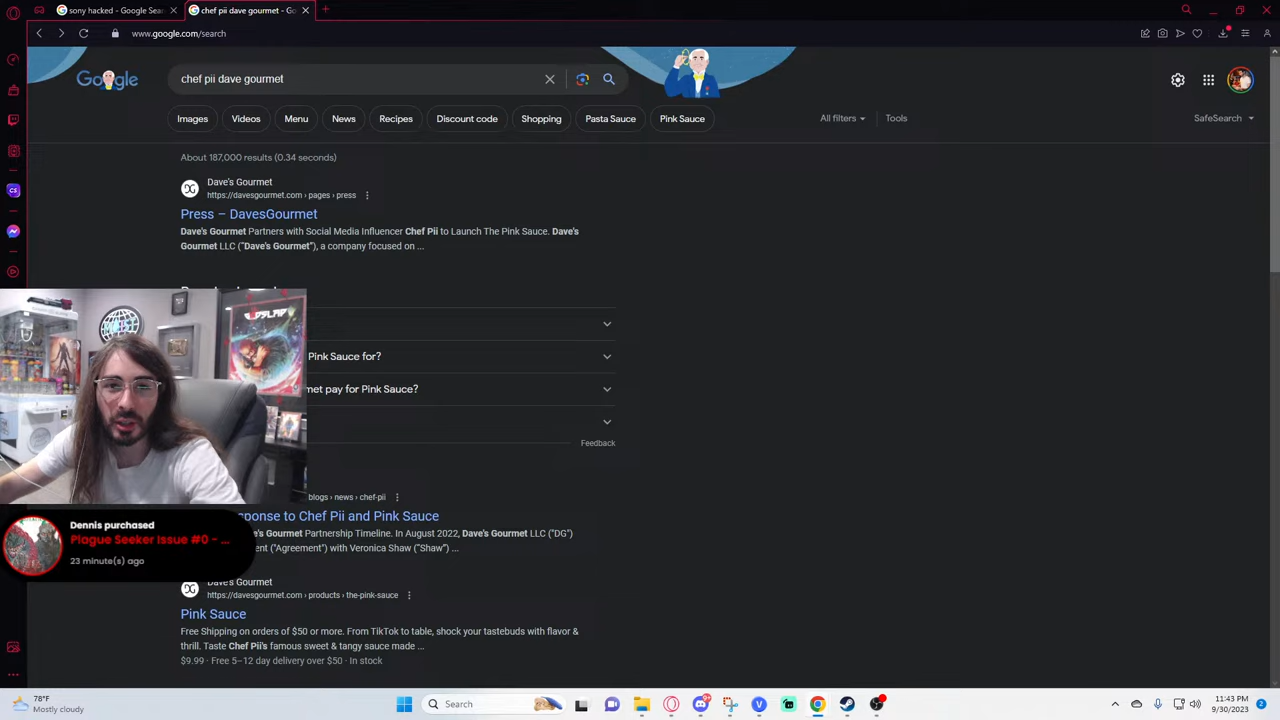 sony hacked - Google Sear
chef pii dave gourmet - Go
www.google.com/search
Google
chef pii dave gourmet
Images
Videos
Menu
News
Recipes
Discount code
Shopping
Pasta Sauce
Pink Sauce
All filters
Tools
SafeSearch
About 187,000 results (0.34 seconds)
DG
Dave's Gourmet
https://davesgourmet.com › pages › press
Press – DavesGourmet
Dave's Gourmet Partners with Social Media Influencer Chef Pii to Launch The Pink Sauce. Dave's
Gourmet LLC ("Dave's Gourmet"), a company focused on ...
Pink Sauce for?
met pay for Pink Sauce?
Feedback
blogs › news › chef-pii
sponse to Chef Pii and Pink Sauce
's Gourmet Partnership Timeline. In August 2022, Dave's Gourmet LLC ("DG")
ent ("Agreement") with Veronica Shaw ("Shaw") ...
Dennis purchased
Plague Seeker Issue #0 - ...
23 minute(s) ago
DG
Dave's Gourmet
https://davesgourmet.com › products › the-pink-sauce
Pink Sauce
Free Shipping on orders of $50 or more. From TikTok to table, shock your tastebuds with flavor &
thrill. Taste Chef Pii's famous sweet & tangy sauce made ...
$9.99 · Free 5–12 day delivery over $50 · In stock
78°F
Mostly cloudy
Search
9+
11:43 PM
9/30/2023
2